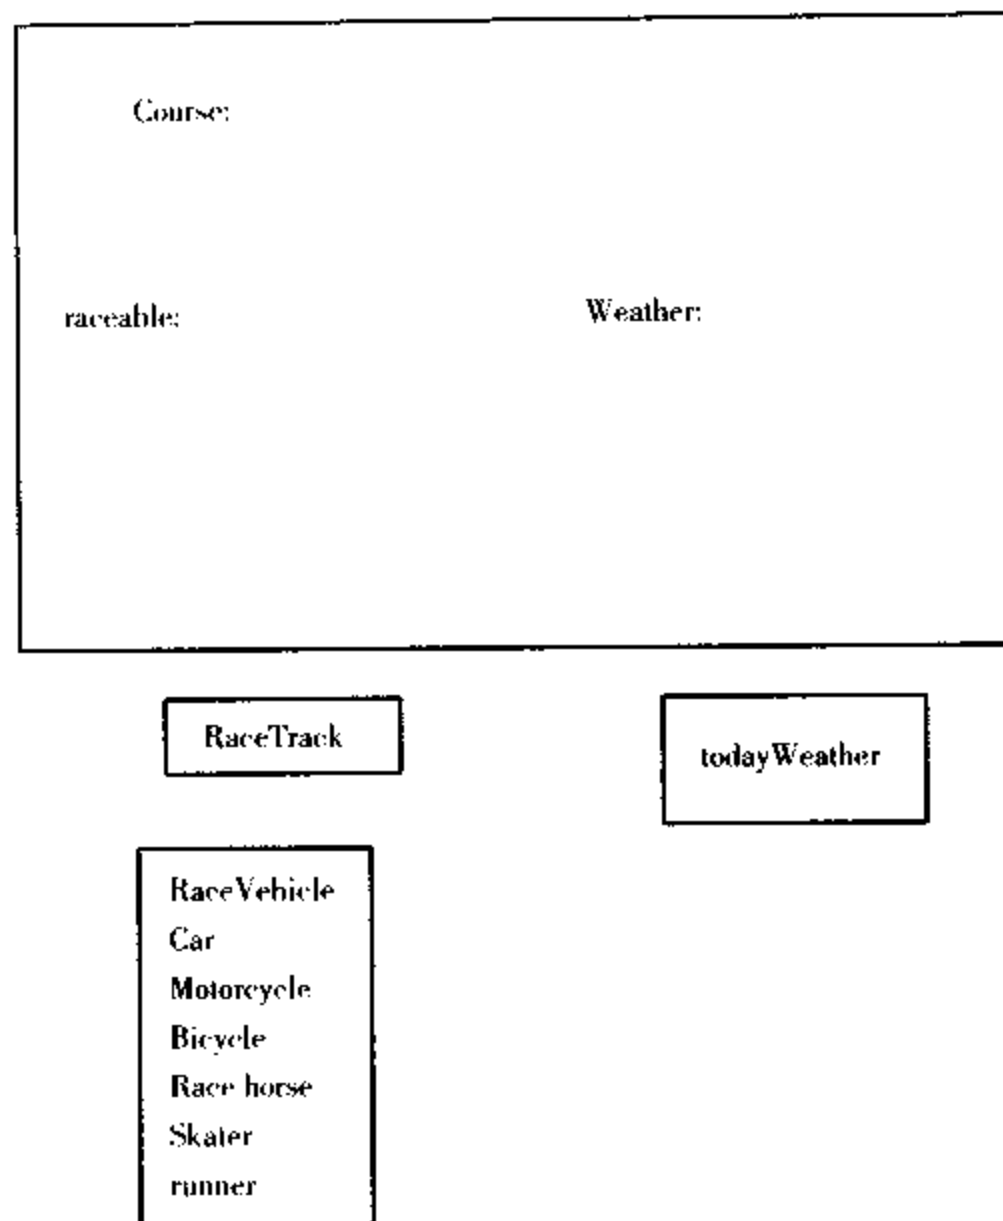 Course:
raceable:
Weather:
RaceTrack
todayWeather
RaceVehicle
Car
Motorcycle
Bicycle
Race horse
Skater
runner